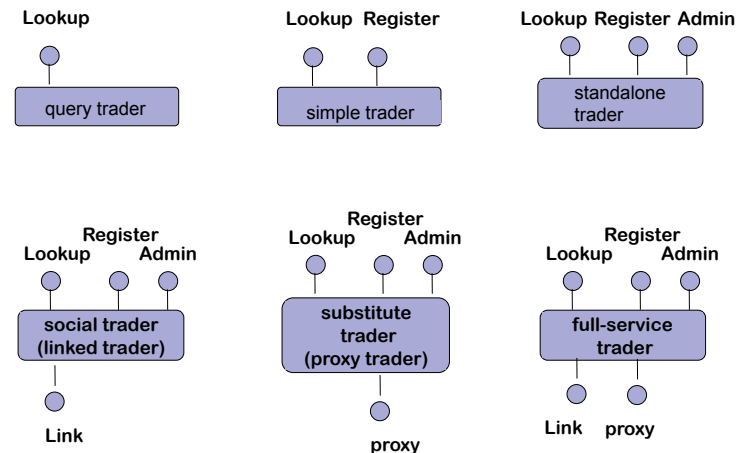 Lookup
query trader
Lookup Register
simple trader
Lookup Register Admin
standalone
trader
Register
Lookup Admin
social trader
(linked trader)
Link
Register
Lookup Admin
substitute
trader
(proxy trader)
proxy
Register
Lookup Admin
full-service
trader
Link proxy